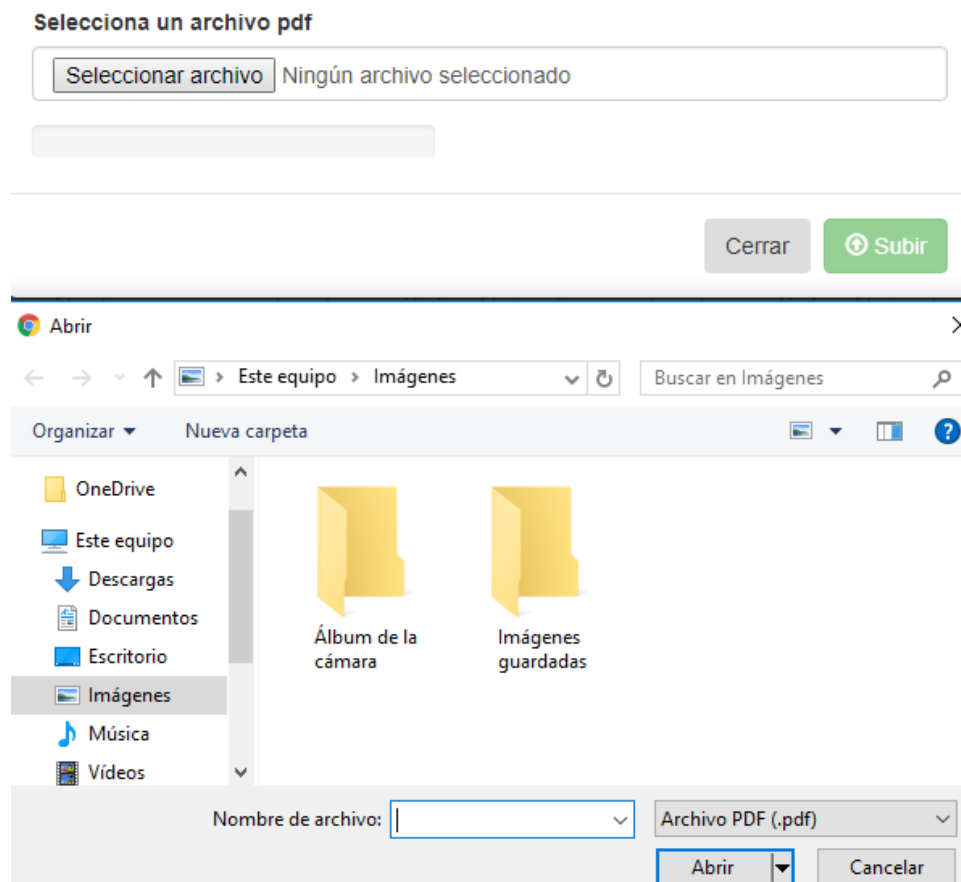 Selecciona un archivo pdf
Seleccionar archivo Ningún archivo seleccionado
Cerrar Subir
Abrir
Este equipo > Imágenes Buscar en Imágenes
Organizar Nueva carpeta
OneDrive
Este equipo
Descargas
Documentos
Escritorio
Imágenes
Música
Vídeos
Álbum de la
cámara
Imágenes
guardadas
Nombre de archivo: Archivo PDF (.pdf)
Abrir Cancelar